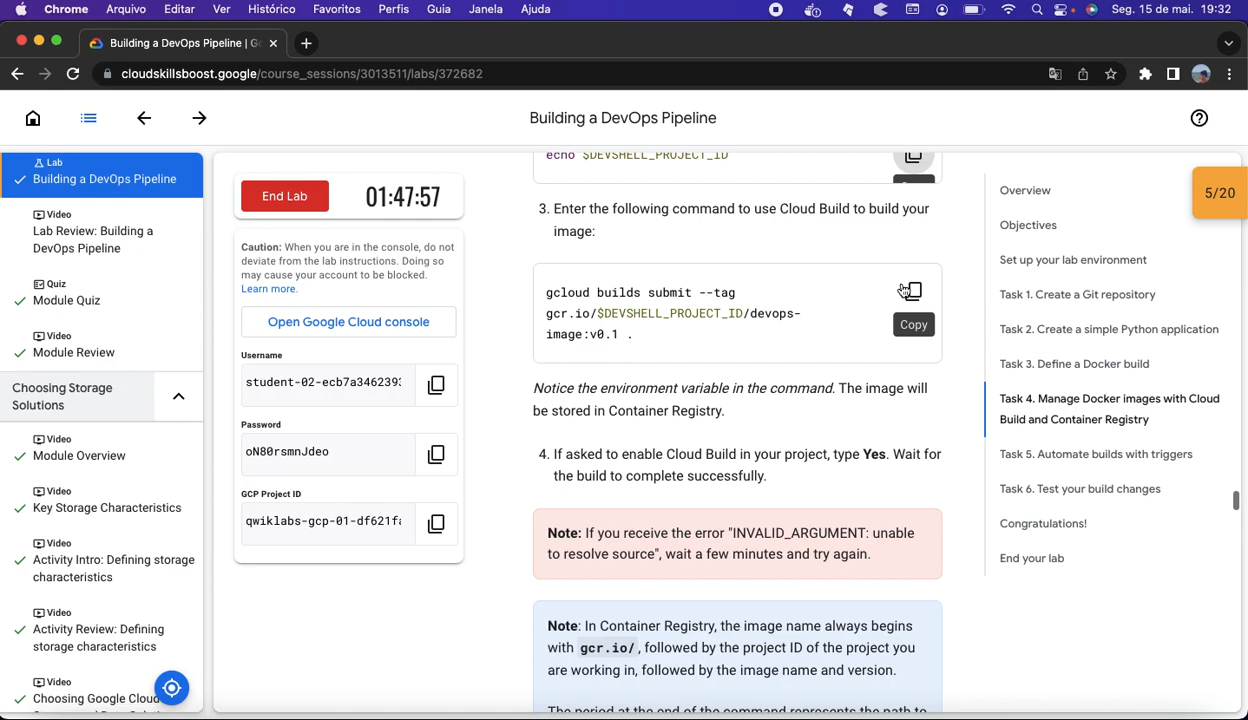 Chrome Arquivo Editar Ver Histórico Favoritos Perfis Guia Janela Ajuda Seg. 15 de mai. 19:32
Building a DevOps Pipeline | Go
cloudskillsboost.google/course_sessions/3013511/labs/372682
Building a DevOps Pipeline
Lab
Building a DevOps Pipeline
Video
Lab Review: Building a
DevOps Pipeline
Quiz
Module Quiz
Video
Module Review
Choosing Storage
Solutions
Video
Module Overview
Video
Key Storage Characteristics
Video
Activity Intro: Defining storage
characteristics
Video
Activity Review: Defining
storage characteristics
Video
Choosing Google Cloud
End Lab
01:47:57
Caution: When you are in the console, do not
deviate from the lab instructions. Doing so
may cause your account to be blocked.
Learn more.
Open Google Cloud console
Username
student-02-ecb7a346239
Password
oN80rsmnJdeo
GCP Project ID
qwiklabs-gcp-01-df621f
echo $DEVSHELL_PROJECT_ID
3. Enter the following command to use Cloud Build to build your
image:
gcloud builds submit --tag
gcr.io/$DEVSHELL_PROJECT_ID/devops-
image:v0.1 .
Copy
Notice the environment variable in the command. The image will
be stored in Container Registry.
4. If asked to enable Cloud Build in your project, type Yes. Wait for
the build to complete successfully.
Note: If you receive the error "INVALID_ARGUMENT: unable
to resolve source", wait a few minutes and try again.
Note: In Container Registry, the image name always begins
with gcr.io/, followed by the project ID of the project you
are working in, followed by the image name and version.
The period at the end of the command represents the path to
Overview
Objectives
Set up your lab environment
Task 1. Create a Git repository
Task 2. Create a simple Python application
Task 3. Define a Docker build
Task 4. Manage Docker images with Cloud
Build and Container Registry
Task 5. Automate builds with triggers
Task 6. Test your build changes
Congratulations!
End your lab
5/20